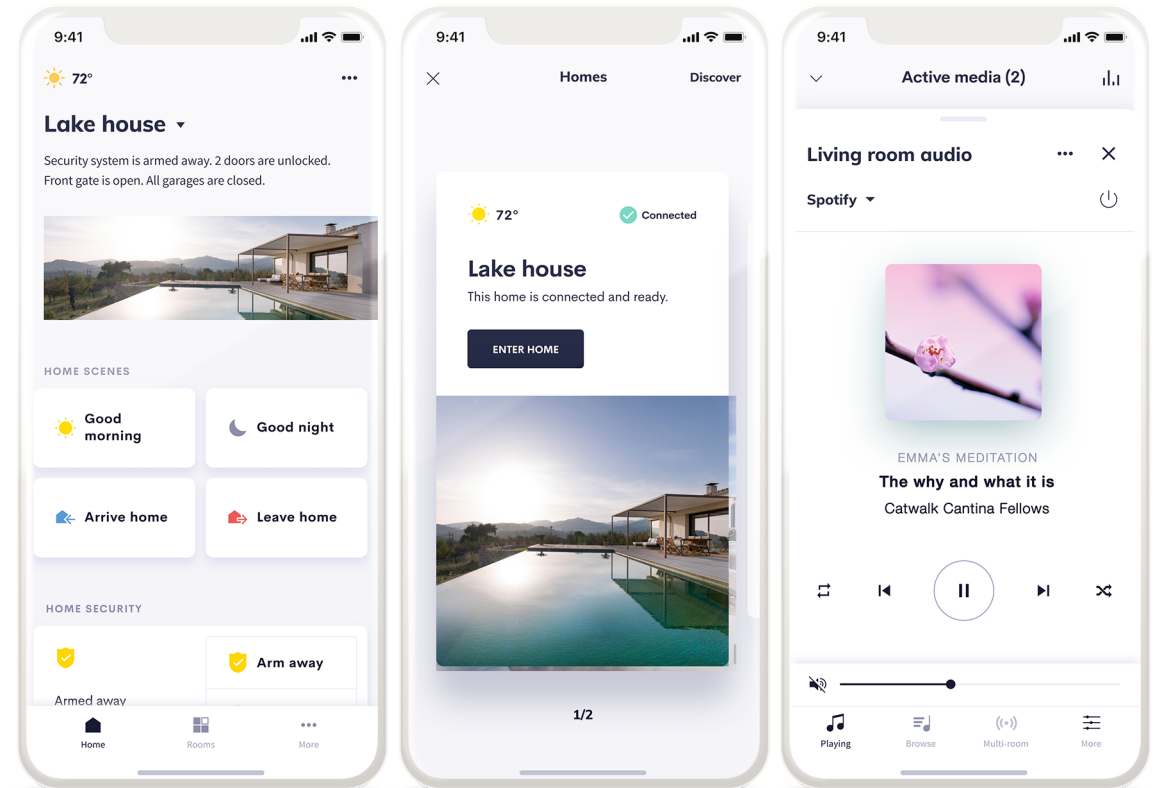 9:41
72°
Lake house
Security system is armed away. 2 doors are unlocked.
Front gate is open. All garages are closed.
HOME SCENES
Good
morning
Good night
Arrive home
Leave home
HOME SECURITY
Arm away
Armed away
Home
Rooms
More
9:41
Homes
Discover
72°
Connected
Lake house
This home is connected and ready.
ENTER HOME
1/2
9:41
Active media (2)
Living room audio
Spotify
EMMA'S MEDITATION
The why and what it is
Catwalk Cantina Fellows
Playing
Browse
Multi-room
More